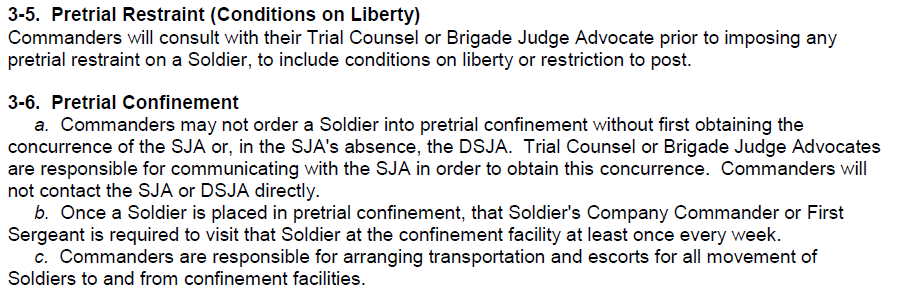 3-5. Pretrial Restraint (Conditions on Liberty)
Commanders will consult with their Trial Counsel or Brigade Judge Advocate prior to imposing any
pretrial restraint on a Soldier, to include conditions on liberty or restriction to post.
3-6. Pretrial Confinement
a. Commanders may not order a Soldier into pretrial confinement without first obtaining the
concurrence of the SJA or, in the SJA's absence, the DSJA. Trial Counsel or Brigade Judge Advocates
are responsible for communicating with the SJA in order to obtain this concurrence. Commanders will
not contact the SJA or DSJA directly.
b. Once a Soldier is placed in pretrial confinement, that Soldier's Company Commander or First
Sergeant is required to visit that Soldier at the confinement facility at least once every week.
c. Commanders are responsible for arranging transportation and escorts for all movement of
Soldiers to and from confinement facilities.